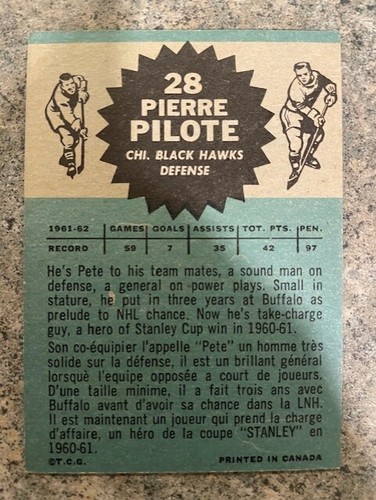 28
PIERRE
PILOTE
CHI. BLACK HAWKS
DEFENSE
1961-62 GAMES GOALS ASSISTS TOT. PTS. PEN.
RECORD 59 7 35 42 97
He's Pete to his team mates, a sound man on
defense, a general on power plays. Small in
stature, he put in three years at Buffalo as
prelude to NHL chance. Now he's take-charge
guy, a hero of Stanley Cup win in 1960-61.
Son co-équipier l'appelle "Pete" un homme très
solide sur la défense, il est un brillant général
lorsquè l'equipe opposée a court de joueurs.
D'une taille minime, il a fait trois ans avec
Buffalo avant d'avoir sa chance dans la LNH.
Il est maintenant un joueur qui prend la charge
d'affaire, un héro de la coupe "STANLEY" en
1960-61.
©T.C.G. PRINTED IN CANADA